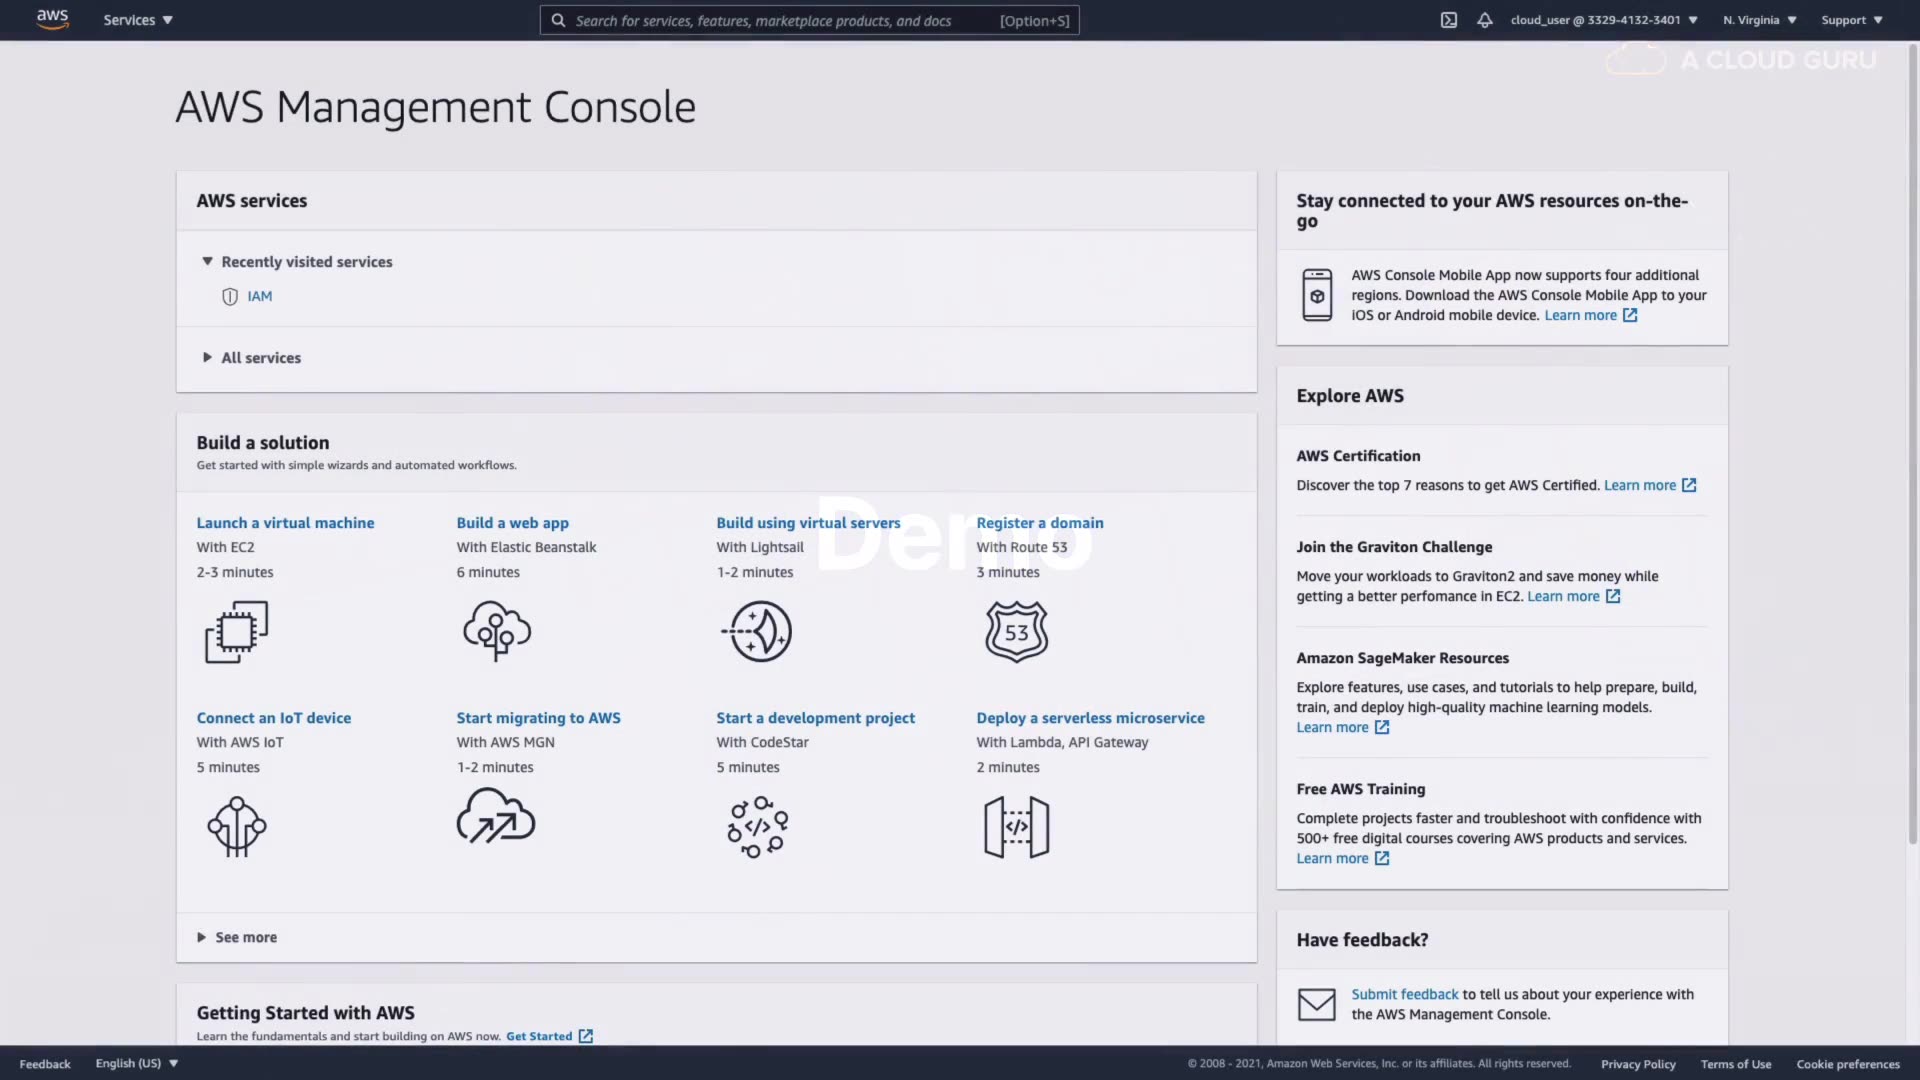 aws
Services
Search for services, features, marketplace products, and docs [Option+S]
cloud_user @ 3329-4132-3401
N. Virginia
Support
A CLOUD GURU
AWS Management Console
AWS services
Recently visited services
IAM
All services
Build a solution
Get started with simple wizards and automated workflows.
Launch a virtual machine
With EC2
2-3 minutes
Build a web app
With Elastic Beanstalk
6 minutes
Build using virtual servers
With Lightsail
1-2 minutes
Register a domain
With Route 53
3 minutes
53
Demo
Connect an IoT device
With AWS IoT
5 minutes
Start migrating to AWS
With AWS MGN
1-2 minutes
Start a development project
With CodeStar
5 minutes
</>
Deploy a serverless microservice
With Lambda, API Gateway
2 minutes
</>
See more
Getting Started with AWS
Learn the fundamentals and start building on AWS now. Get Started
Stay connected to your AWS resources on-the-
go
AWS Console Mobile App now supports four additional
regions. Download the AWS Console Mobile App to your
iOS or Android mobile device. Learn more
Explore AWS
AWS Certification
Discover the top 7 reasons to get AWS Certified. Learn more
Join the Graviton Challenge
Move your workloads to Graviton2 and save money while
getting a better perfomance in EC2. Learn more
Amazon SageMaker Resources
Explore features, use cases, and tutorials to help prepare, build,
train, and deploy high-quality machine learning models.
Learn more
Free AWS Training
Complete projects faster and troubleshoot with confidence with
500+ free digital courses covering AWS products and services.
Learn more
Have feedback?
Submit feedback to tell us about your experience with
the AWS Management Console.
Feedback
English (US)
© 2008 - 2021, Amazon Web Services, Inc. or its affiliates. All rights reserved.
Privacy Policy
Terms of Use
Cookie preferences